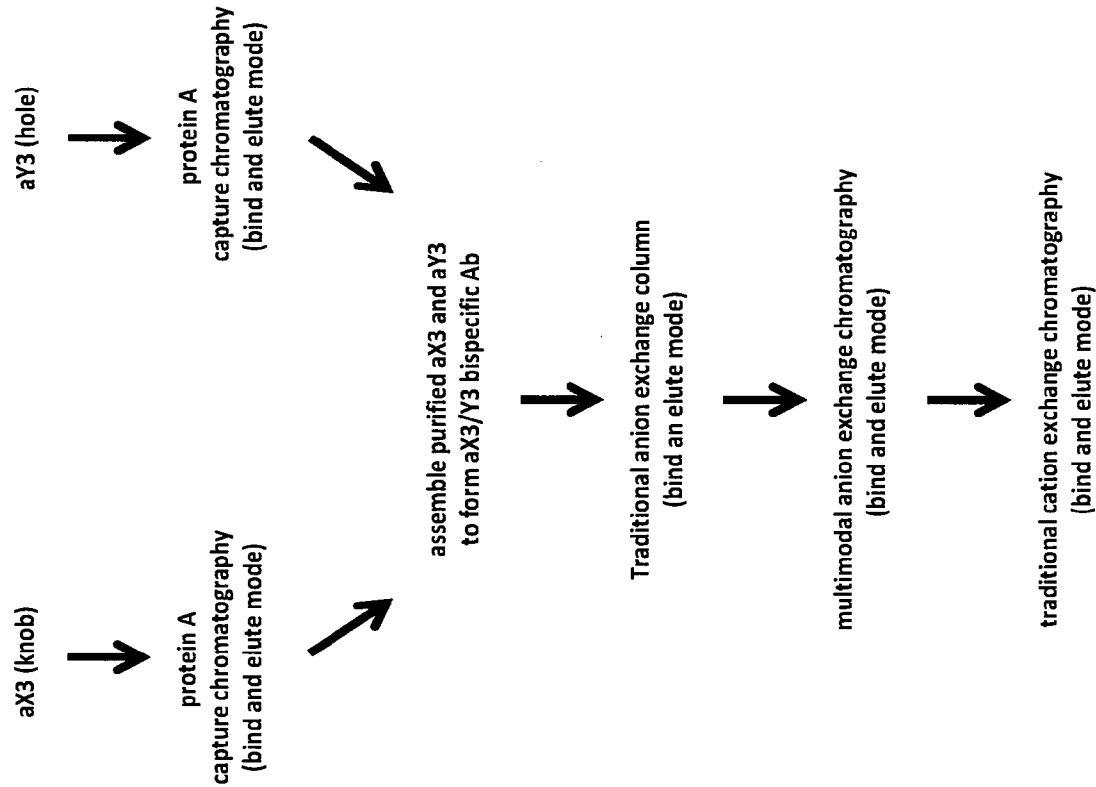 aX3 (knob)
protein A
capture chromatography
(bind and elute mode)
aY3 (hole)
protein A
capture chromatography
(bind and elute mode)
assemble purified aX3 and aY3
to form aX3/Y3 bispecific Ab
Traditional anion exchange column
(bind an elute mode)
multimodal anion exchange chromatography
(bind and elute mode)
traditional cation exchange chromatography
(bind and elute mode)